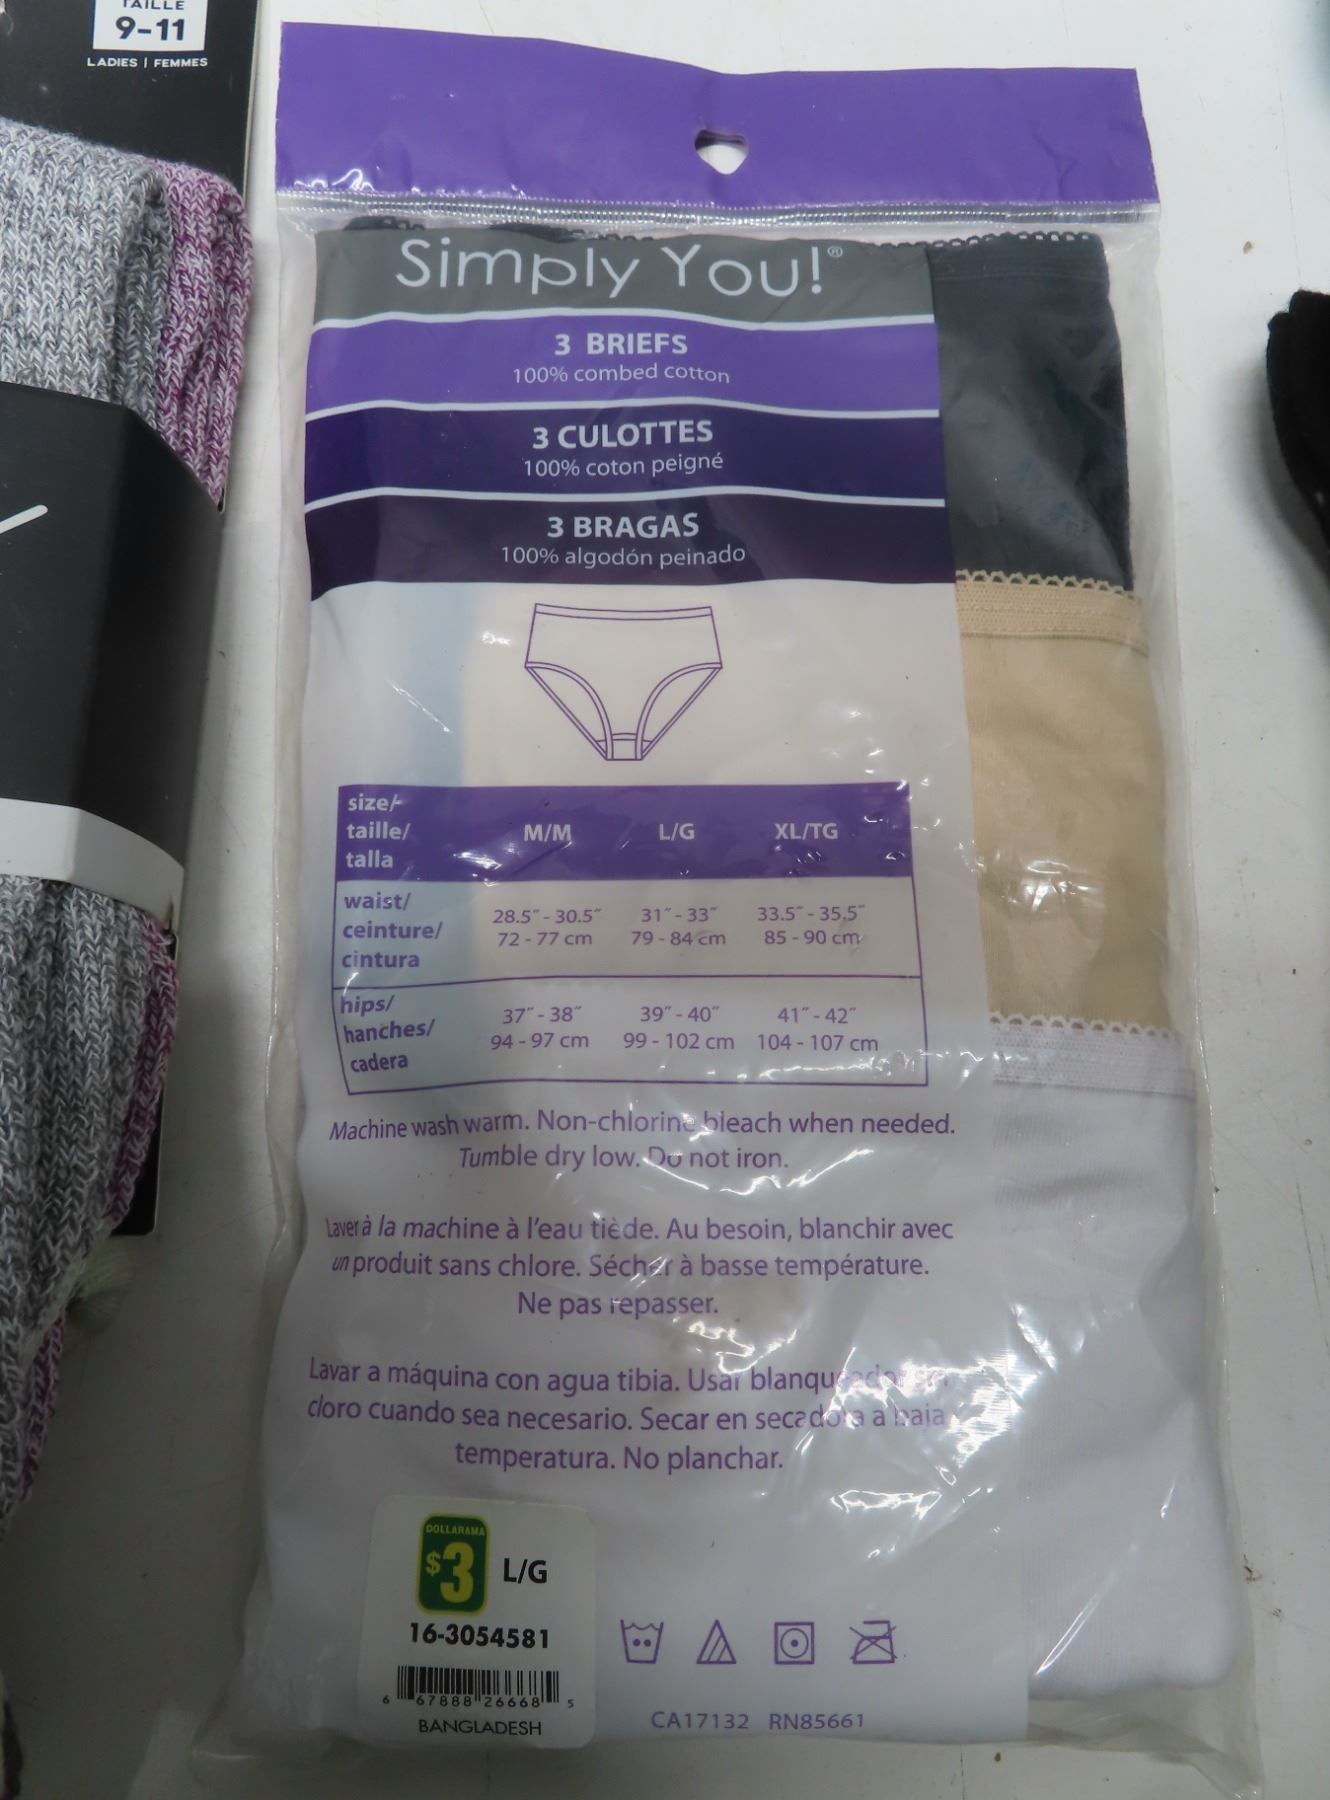 TAILLE
9-11
LADIES | FEMMES
Simply You!®
3 BRIEFS
100% combed cotton
3 CULOTTES
100% coton peigné
3 BRAGAS
100% algodón peinado
size/
taille/
talla
M/M L/G XL/TG
waist/
ceinture/
cintura
28.5″ - 30.5″ 31″ - 33″ 33.5″ - 35.5″
72 - 77 cm 79 - 84 cm 85 - 90 cm
hips/
hanches/
cadera
37″ - 38″ 39″ - 40″ 41″ - 42″
94 - 97 cm 99 - 102 cm 104 - 107 cm
Machine wash warm. Non-chlorine bleach when needed.
Tumble dry low. Do not iron.
Laver à la machine à l'eau tiède. Au besoin, blanchir avec
un produit sans chlore. Sécher à basse température.
Ne pas repasser.
Lavar a máquina con agua tibia. Usar blanqueador sin
cloro cuando sea necesario. Secar en secadora a baja
temperatura. No planchar.
DOLLARAMA
$3 L/G
16-3054581
6 67888 26668 5
BANGLADESH
CA17132 RN85661